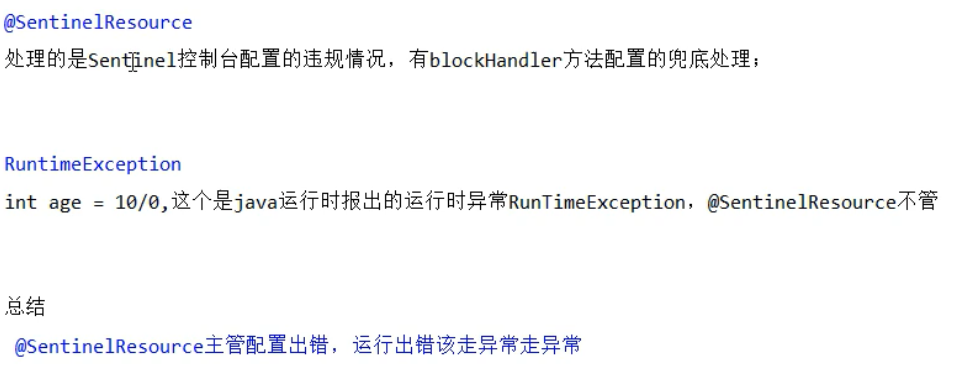 @SentinelResource
处理的是Sentinel控制台配置的违规情况，有blockHandler方法配置的兜底处理；
RuntimeException
int age = 10/0,这个是java运行时报出的运行时异常RunTimeException，@SentinelResource不管
总结
@SentinelResource主管配置出错，运行出错该走异常走异常